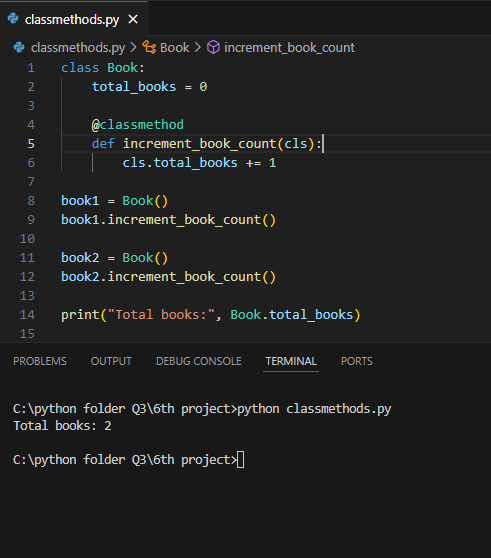 classmethods.py ×
classmethods.py > Book > increment_book_count
1 class Book:
2     total_books = 0
3
4     @classmethod
5     def increment_book_count(cls):
6         cls.total_books += 1
7
8 book1 = Book()
9 book1.increment_book_count()
10
11 book2 = Book()
12 book2.increment_book_count()
13
14 print("Total books:", Book.total_books)
15
PROBLEMS OUTPUT DEBUG CONSOLE TERMINAL PORTS
C:\python folder Q3\6th project>python classmethods.py
Total books: 2
C:\python folder Q3\6th project>